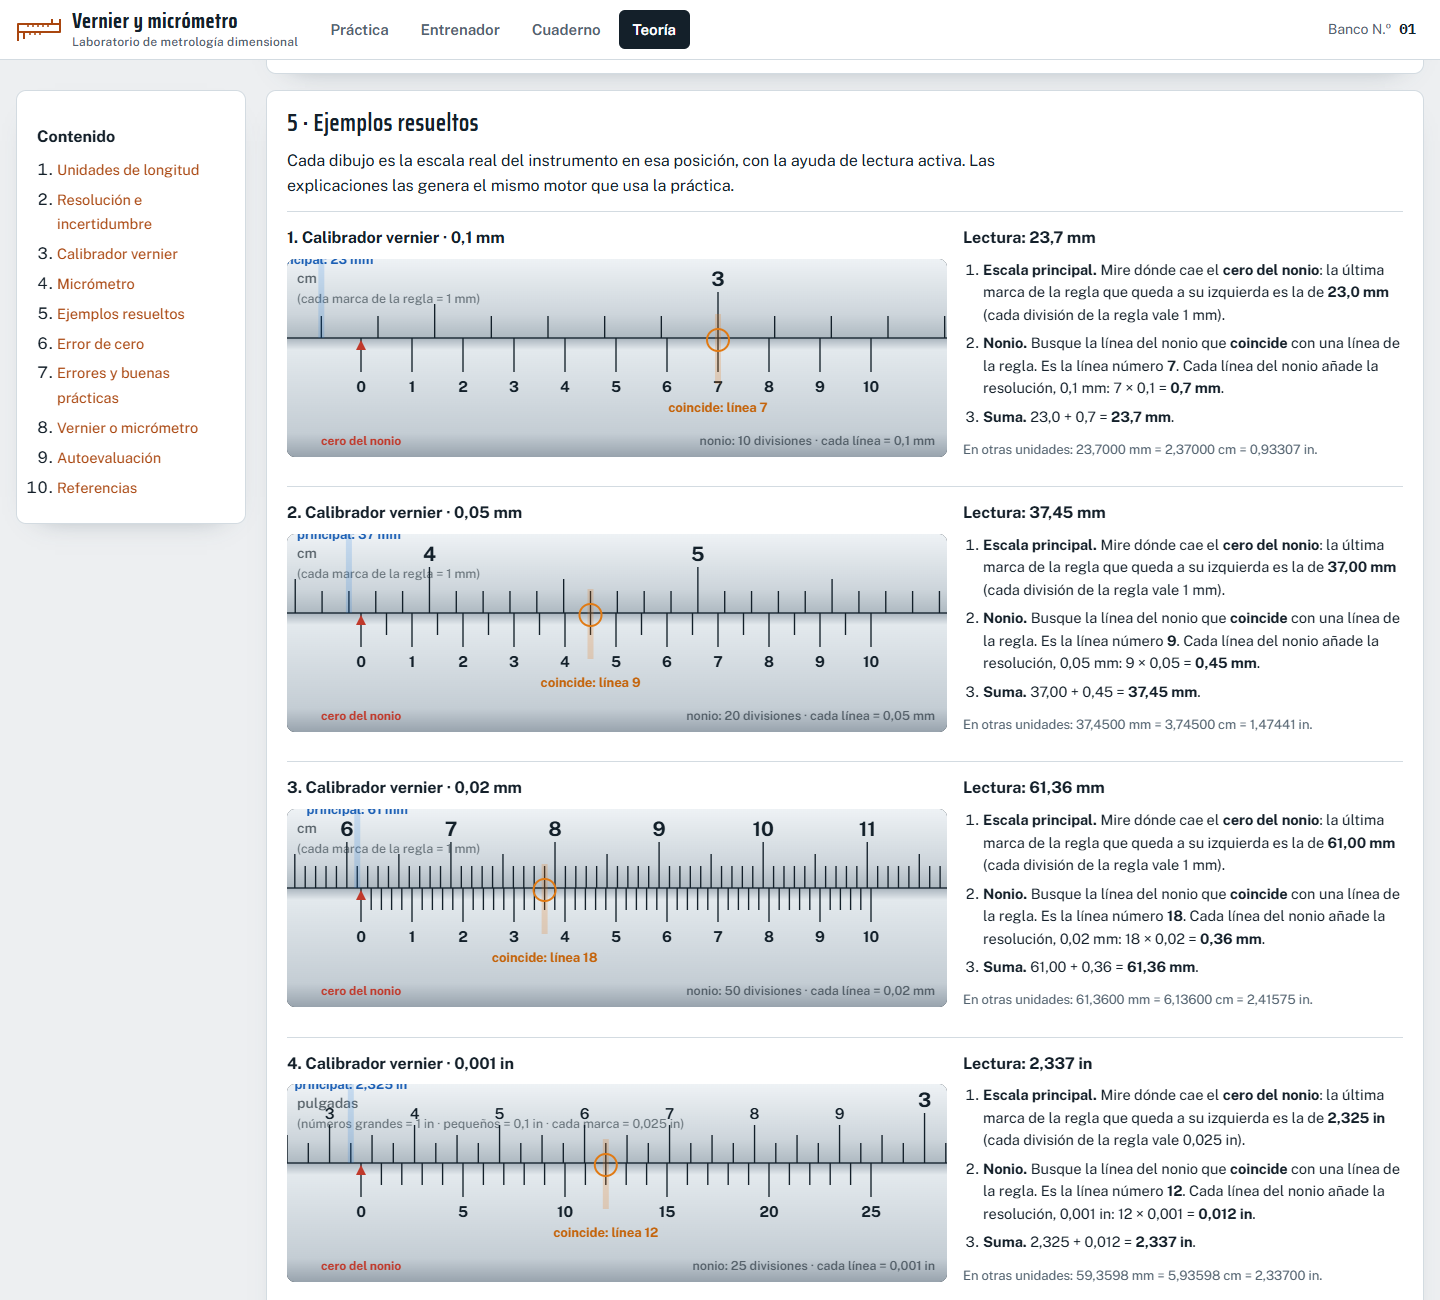 Vernier y micrómetro
Laboratorio de metrología dimensional
Práctica
Entrenador
Cuaderno
Teoría
Banco N.º 01
Contenido
1. Unidades de longitud
2. Resolución e
incertidumbre
3. Calibrador vernier
4. Micrómetro
5. Ejemplos resueltos
6. Error de cero
7. Errores y buenas
prácticas
8. Vernier o micrómetro
9. Autoevaluación
10. Referencias
5 · Ejemplos resueltos
Cada dibujo es la escala real del instrumento en esa posición, con la ayuda de lectura activa. Las
explicaciones las genera el mismo motor que usa la práctica.
1. Calibrador vernier · 0,1 mm
icipal: 23 mm
cm
3
(cada marca de la regla = 1 mm)
0 1 2 3 4 5 6 7 8 9 10
coincide: línea 7
cero del nonio
nonio: 10 divisiones · cada línea = 0,1 mm
Lectura: 23,7 mm
1. Escala principal. Mire dónde cae el cero del nonio: la última
marca de la regla que queda a su izquierda es la de 23,0 mm
(cada división de la regla vale 1 mm).
2. Nonio. Busque la línea del nonio que coincide con una línea de
la regla. Es la línea número 7. Cada línea del nonio añade la
resolución, 0,1 mm: 7 × 0,1 = 0,7 mm.
3. Suma. 23,0 + 0,7 = 23,7 mm.
En otras unidades: 23,7000 mm = 2,37000 cm = 0,93307 in.
2. Calibrador vernier · 0,05 mm
principal: 37 mm
cm
4 5
(cada marca de la regla = 1 mm)
0 1 2 3 4 5 6 7 8 9 10
coincide: línea 9
cero del nonio
nonio: 20 divisiones · cada línea = 0,05 mm
Lectura: 37,45 mm
1. Escala principal. Mire dónde cae el cero del nonio: la última
marca de la regla que queda a su izquierda es la de 37,00 mm
(cada división de la regla vale 1 mm).
2. Nonio. Busque la línea del nonio que coincide con una línea de
la regla. Es la línea número 9. Cada línea del nonio añade la
resolución, 0,05 mm: 9 × 0,05 = 0,45 mm.
3. Suma. 37,00 + 0,45 = 37,45 mm.
En otras unidades: 37,4500 mm = 3,74500 cm = 1,47441 in.
3. Calibrador vernier · 0,02 mm
principal: 61 mm
cm
6 7 8 9 10 11
(cada marca de la regla = 1 mm)
0 1 2 3 4 5 6 7 8 9 10
coincide: línea 18
cero del nonio
nonio: 50 divisiones · cada línea = 0,02 mm
Lectura: 61,36 mm
1. Escala principal. Mire dónde cae el cero del nonio: la última
marca de la regla que queda a su izquierda es la de 61,00 mm
(cada división de la regla vale 1 mm).
2. Nonio. Busque la línea del nonio que coincide con una línea de
la regla. Es la línea número 18. Cada línea del nonio añade la
resolución, 0,02 mm: 18 × 0,02 = 0,36 mm.
3. Suma. 61,00 + 0,36 = 61,36 mm.
En otras unidades: 61,3600 mm = 6,13600 cm = 2,41575 in.
4. Calibrador vernier · 0,001 in
principal: 2,325 in
pulgadas
3 4 5 6 7 8 9 3
(números grandes = 1 in · pequeños = 0,1 in · cada marca = 0,025 in)
0 5 10 15 20 25
coincide: línea 12
cero del nonio
nonio: 25 divisiones · cada línea = 0,001 in
Lectura: 2,337 in
1. Escala principal. Mire dónde cae el cero del nonio: la última
marca de la regla que queda a su izquierda es la de 2,325 in
(cada división de la regla vale 0,025 in).
2. Nonio. Busque la línea del nonio que coincide con una línea de
la regla. Es la línea número 12. Cada línea del nonio añade la
resolución, 0,001 in: 12 × 0,001 = 0,012 in.
3. Suma. 2,325 + 0,012 = 2,337 in.
En otras unidades: 59,3598 mm = 5,93598 cm = 2,33700 in.